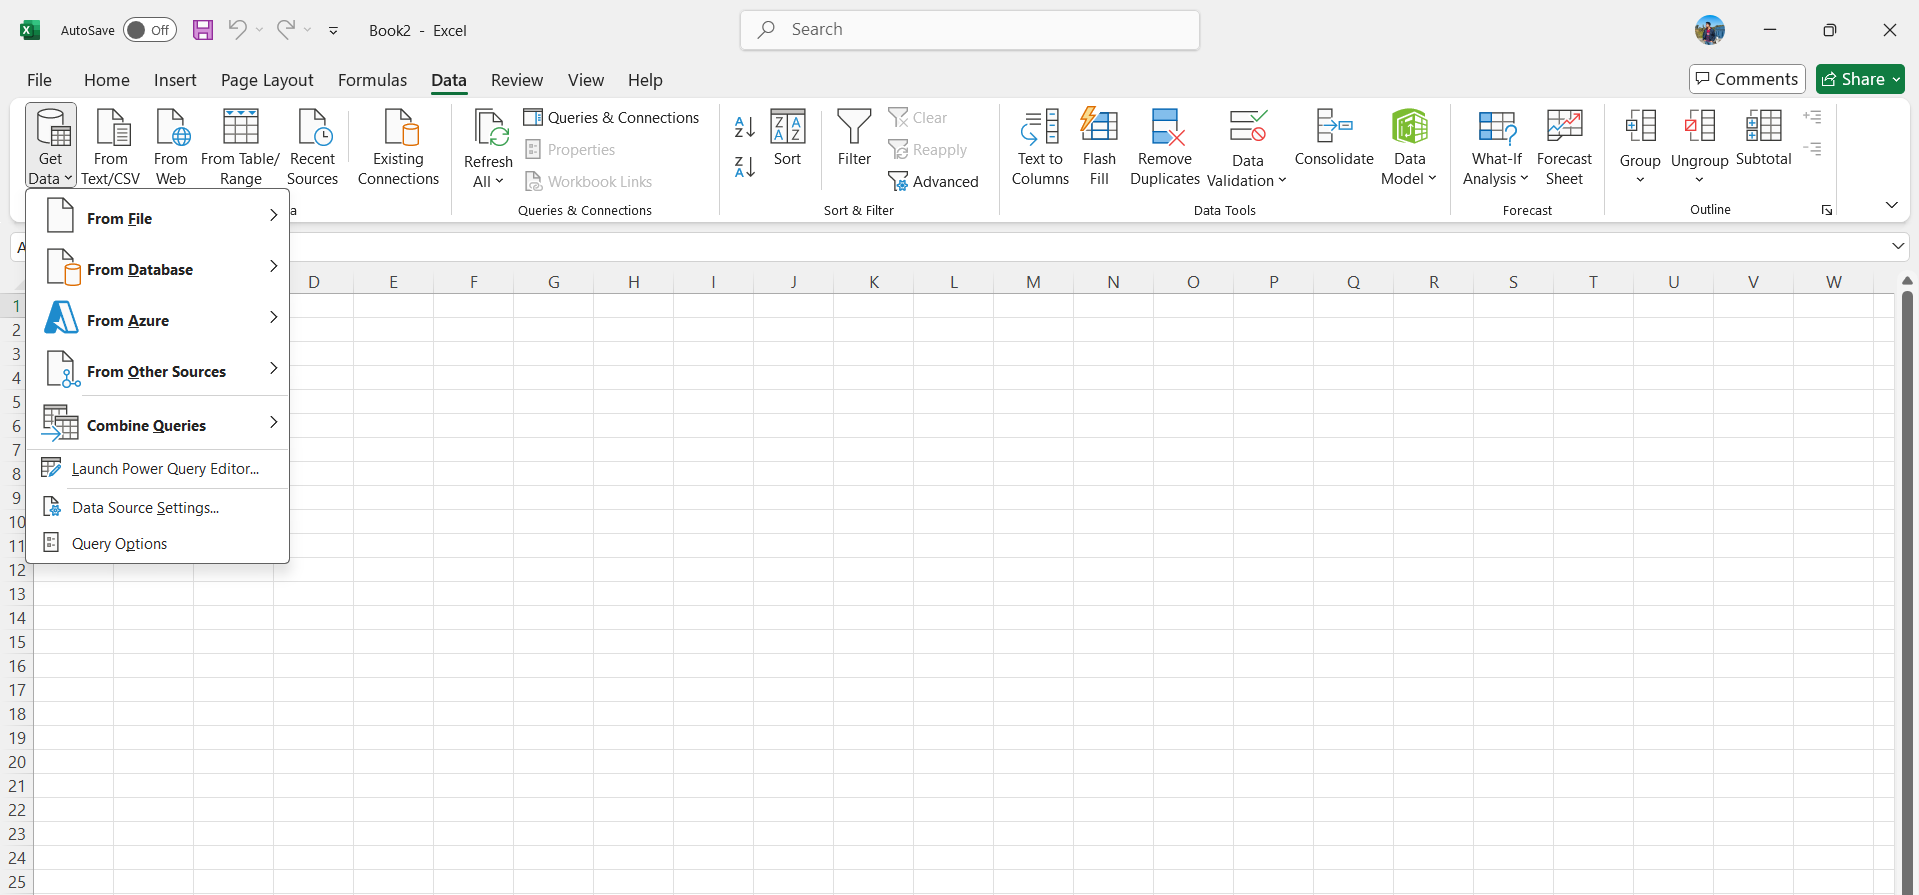 AutoSave Off Book2 - Excel Search
File Home Insert Page Layout Formulas Data Review View Help Comments Share
Get Data
From Text/CSV
From Web
From Table/ Range
Recent Sources
Existing Connections
Refresh All
Queries & Connections
Properties
Workbook Links
Queries & Connections
Sort
Filter
Clear
Reapply
Advanced
Sort & Filter
Text to Columns
Flash Fill
Remove Duplicates
Data Validation
Consolidate
Data Model
Data Tools
What-If Analysis
Forecast Sheet
Forecast
Group
Ungroup
Subtotal
Outline
From File
From Database
From Azure
From Other Sources
Combine Queries
Launch Power Query Editor...
Data Source Settings...
Query Options
D E F G H I J K L M N O P Q R S T U V W
1
2
3
4
5
6
7
8
9
10
11
12
13
14
15
16
17
18
19
20
21
22
23
24
25